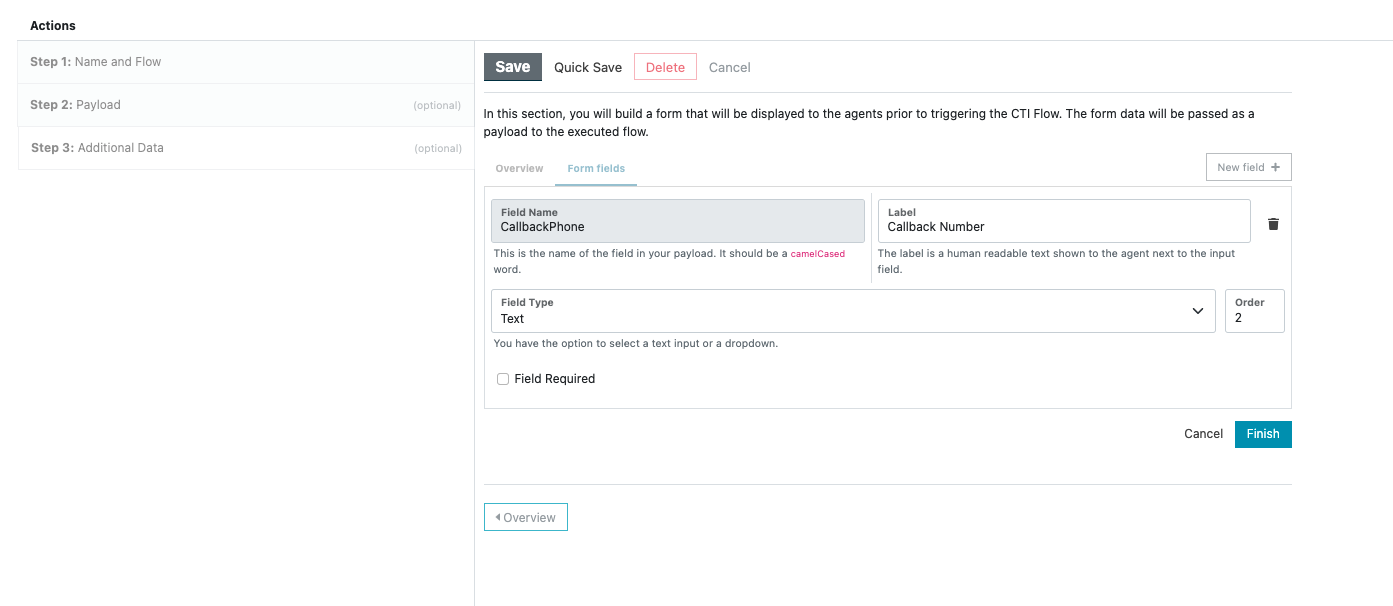 Actions
Step 1: Name and Flow
Step 2: Payload (optional)
Step 3: Additional Data (optional)
Save Quick Save Delete Cancel
In this section, you will build a form that will be displayed to the agents prior to triggering the CTI Flow. The form data will be passed as a
payload to the executed flow.
Overview Form fields New field +
Field Name
CallbackPhone
This is the name of the field in your payload. It should be a camelCased
word.
Label
Callback Number
The label is a human readable text shown to the agent next to the input
field.
Field Type
Text
Order
2
You have the option to select a text input or a dropdown.
Field Required
Cancel Finish
Overview